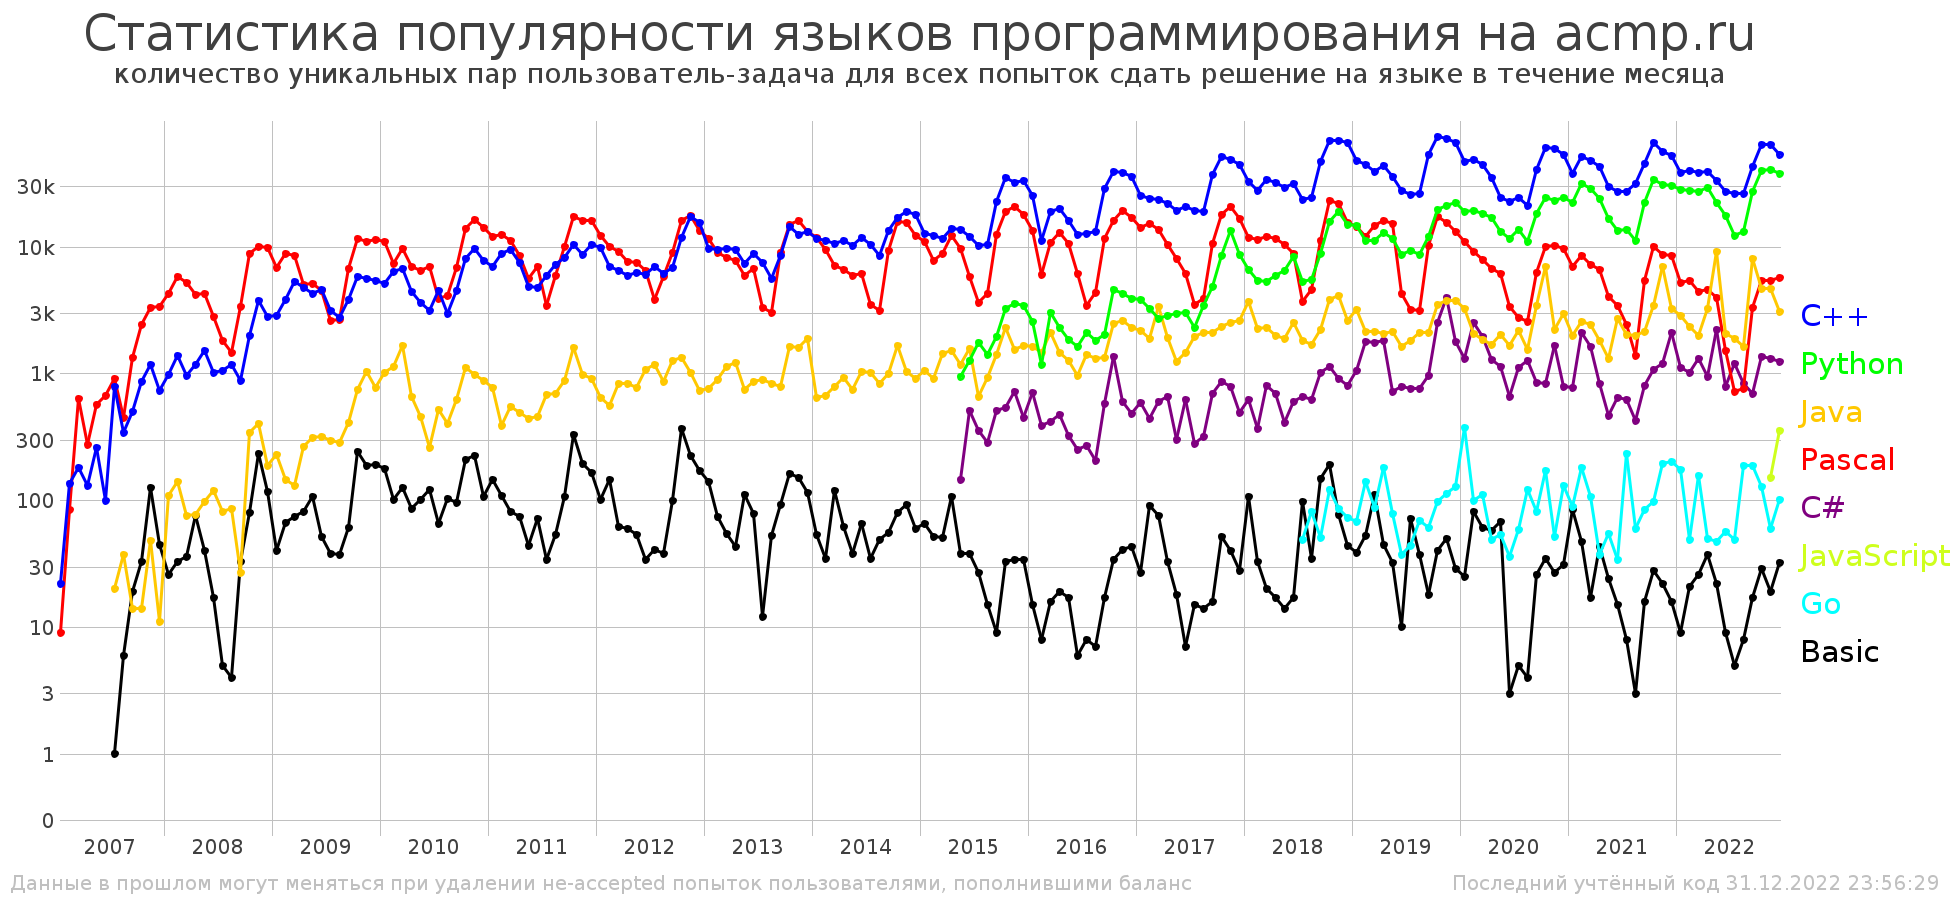 Статистика популярности языков программирования на acmp.ru
количество уникальных пар пользователь-задача для всех попыток сдать решение на языке в течение месяца
30k
10k
3k
1k
300
100
30
10
3
1
0
C++
Python
Java
Pascal
C#
JavaScript
Go
Basic
2007 2008 2009 2010 2011 2012 2013 2014 2015 2016 2017 2018 2019 2020 2021 2022
Данные в прошлом могут меняться при удалении не-accepted попыток пользователями, пополнившими баланс
Последний учтённый код 31.12.2022 23:56:29